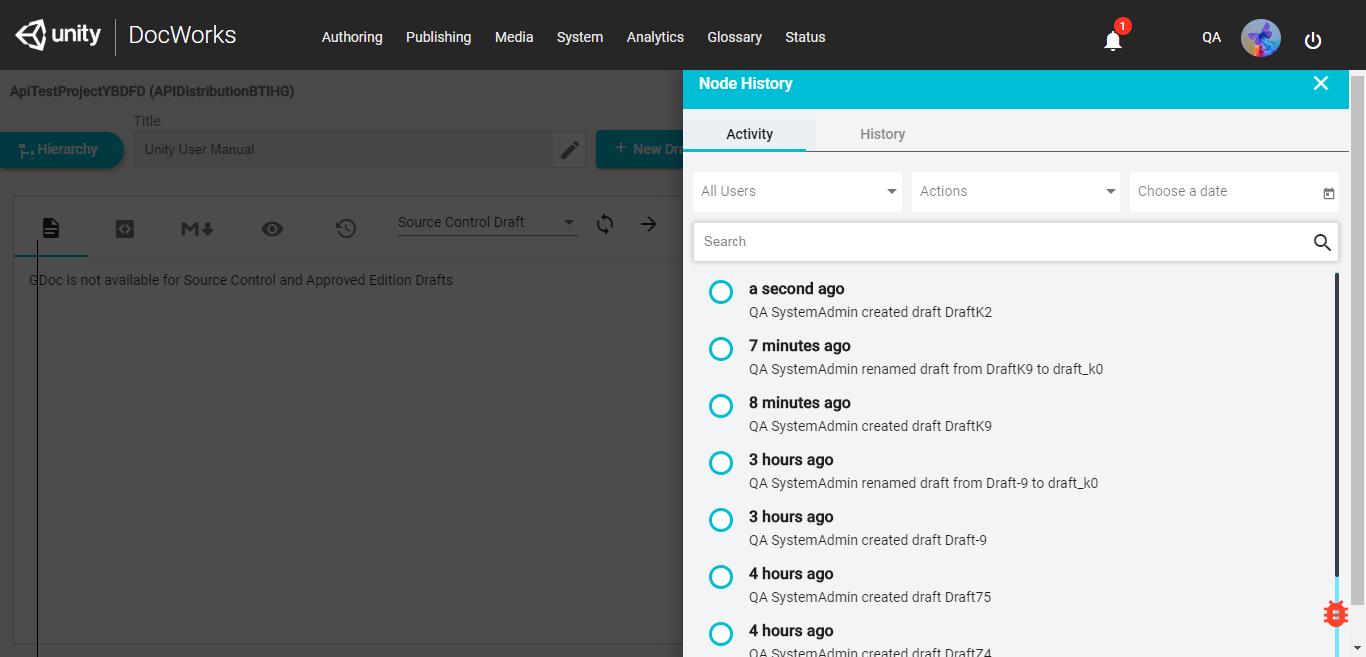 unity DocWorks Authoring Publishing Media System Analytics Glossary Status 1 QA
ApiTestProjectYBDFD (APIDistributionBTIHG)
Title
Hierarchy Unity User Manual + New Dra
Source Control Draft
GDoc is not available for Source Control and Approved Edition Drafts
Node History
Activity History
All Users Actions Choose a date
Search
a second ago
QA SystemAdmin created draft DraftK2
7 minutes ago
QA SystemAdmin renamed draft from DraftK9 to draft_k0
8 minutes ago
QA SystemAdmin created draft DraftK9
3 hours ago
QA SystemAdmin renamed draft from Draft-9 to draft_k0
3 hours ago
QA SystemAdmin created draft Draft-9
4 hours ago
QA SystemAdmin created draft Draft75
4 hours ago
QA SystemAdmin created draft DraftZ4